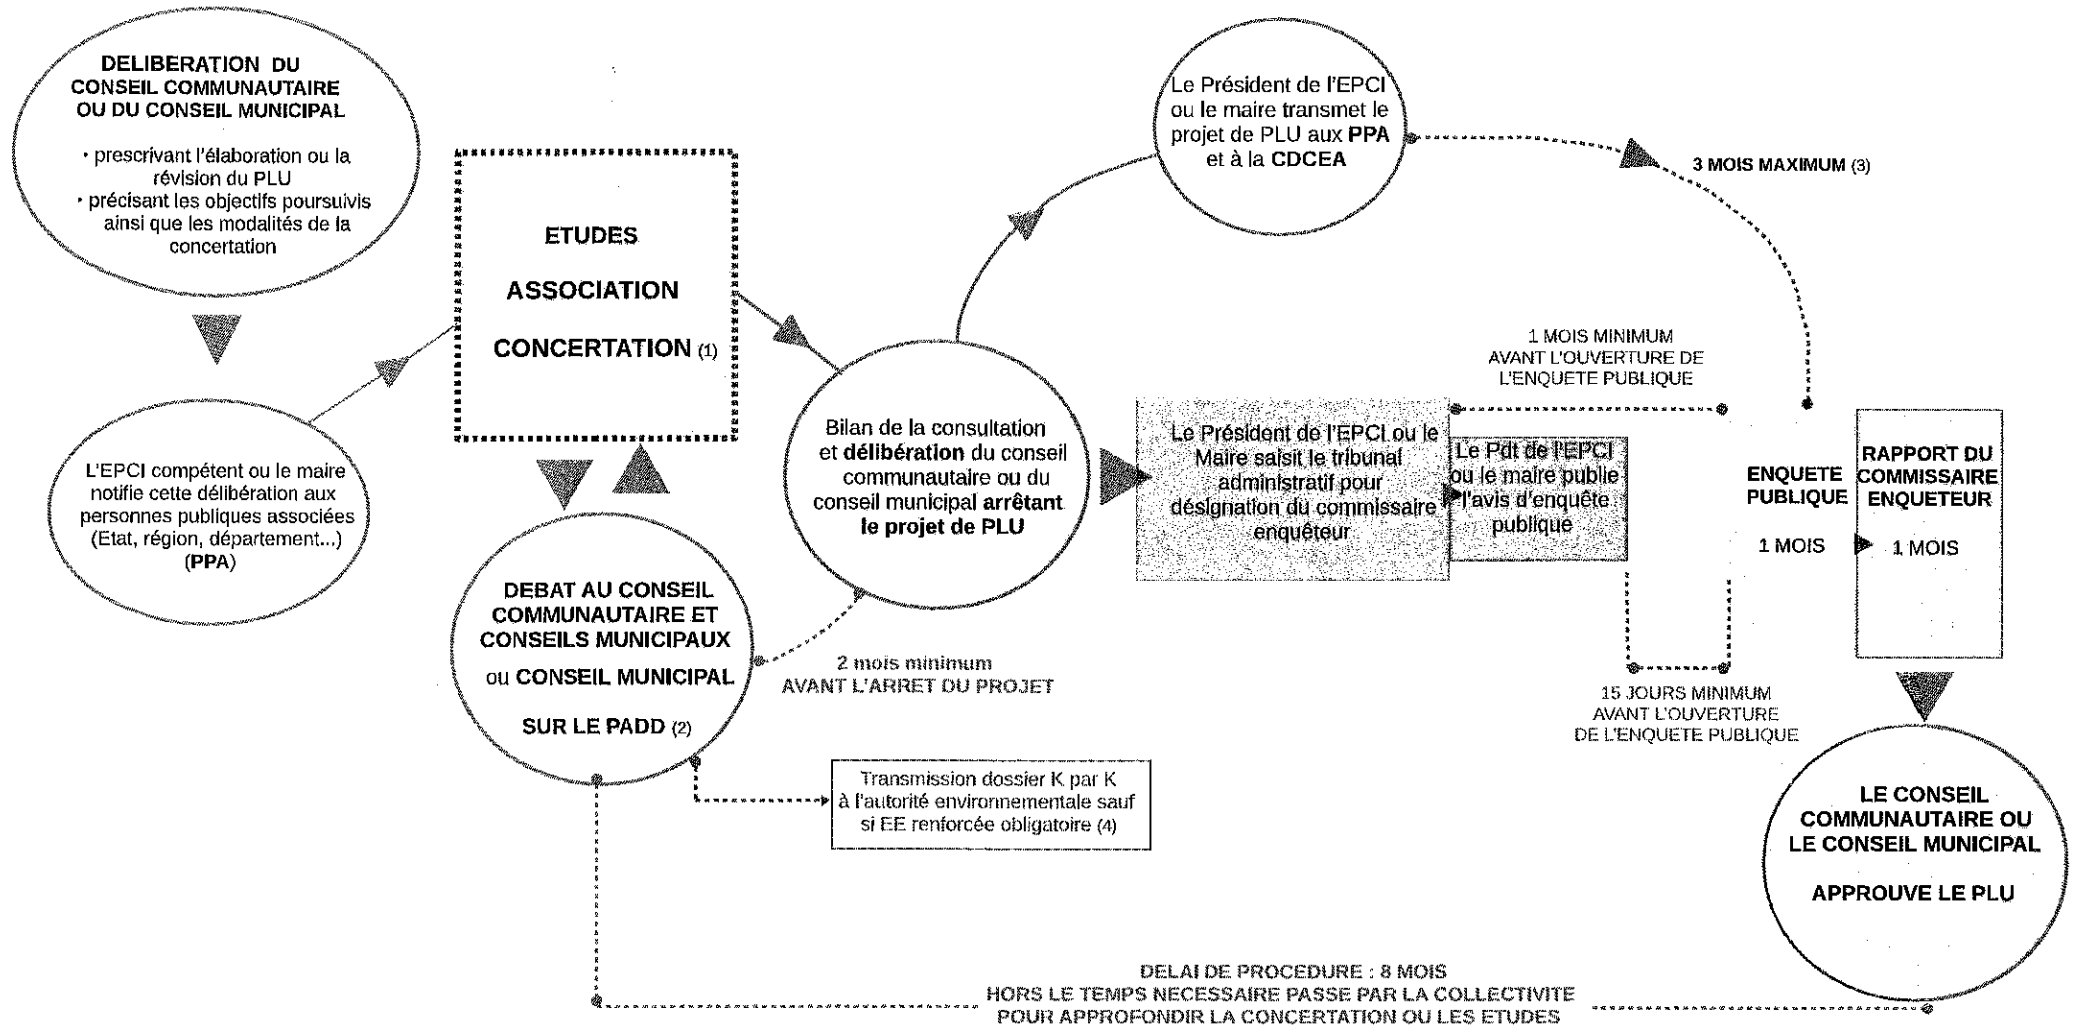 DELIBERATION DU
CONSEIL COMMUNAUTAIRE
OU DU CONSEIL MUNICIPAL
• prescrivant l'élaboration ou la
révision du PLU
• précisant les objectifs poursuivis
ainsi que les modalités de la
concertation
L'EPCI compétent ou le maire
notifie cette délibération aux
personnes publiques associées
(Etat, région, département...)
(PPA)
ETUDES
ASSOCIATION
CONCERTATION (1)
DEBAT AU CONSEIL
COMMUNAUTAIRE ET
CONSEILS MUNICIPAUX
ou CONSEIL MUNICIPAL
SUR LE PADD (2)
2 mois minimum
AVANT L'ARRET DU PROJET
Transmission dossier K par K
à l'autorité environnementale sauf
si EE renforcée obligatoire (4)
Bilan de la consultation
et délibération du conseil
communautaire ou du
conseil municipal arrêtant
le projet de PLU
Le Président de l'EPCI
ou le maire transmet le
projet de PLU aux PPA
et à la CDCEA
3 MOIS MAXIMUM (3)
1 MOIS MINIMUM
AVANT L'OUVERTURE DE
L'ENQUETE PUBLIQUE
Le Président de l'EPCI ou le
Maire saisit le tribunal
administratif pour
désignation du commissaire
enquêteur
Le Pdt de l'EPCI
ou le maire publie
l'avis d'enquête
publique
15 JOURS MINIMUM
AVANT L'OUVERTURE
DE L'ENQUETE PUBLIQUE
ENQUETE
PUBLIQUE
1 MOIS
RAPPORT DU
COMMISSAIRE
ENQUETEUR
1 MOIS
LE CONSEIL
COMMUNAUTAIRE OU
LE CONSEIL MUNICIPAL
APPROUVE LE PLU
DELAI DE PROCEDURE : 8 MOIS
HORS LE TEMPS NECESSAIRE PASSE PAR LA COLLECTIVITE
POUR APPROFONDIR LA CONCERTATION OU LES ETUDES